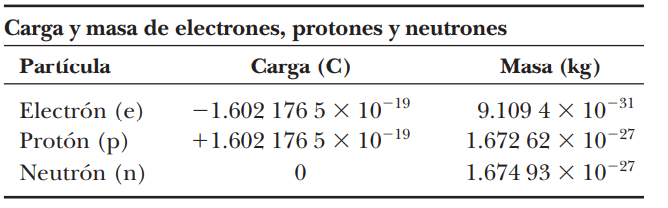 Carga y masa de electrones, protones y neutrones
Partícula Carga (C) Masa (kg)
Electrón (e) −1.602 176 5 × 10⁻¹⁹ 9.109 4 × 10⁻³¹
Protón (p) +1.602 176 5 × 10⁻¹⁹ 1.672 62 × 10⁻²⁷
Neutrón (n) 0 1.674 93 × 10⁻²⁷